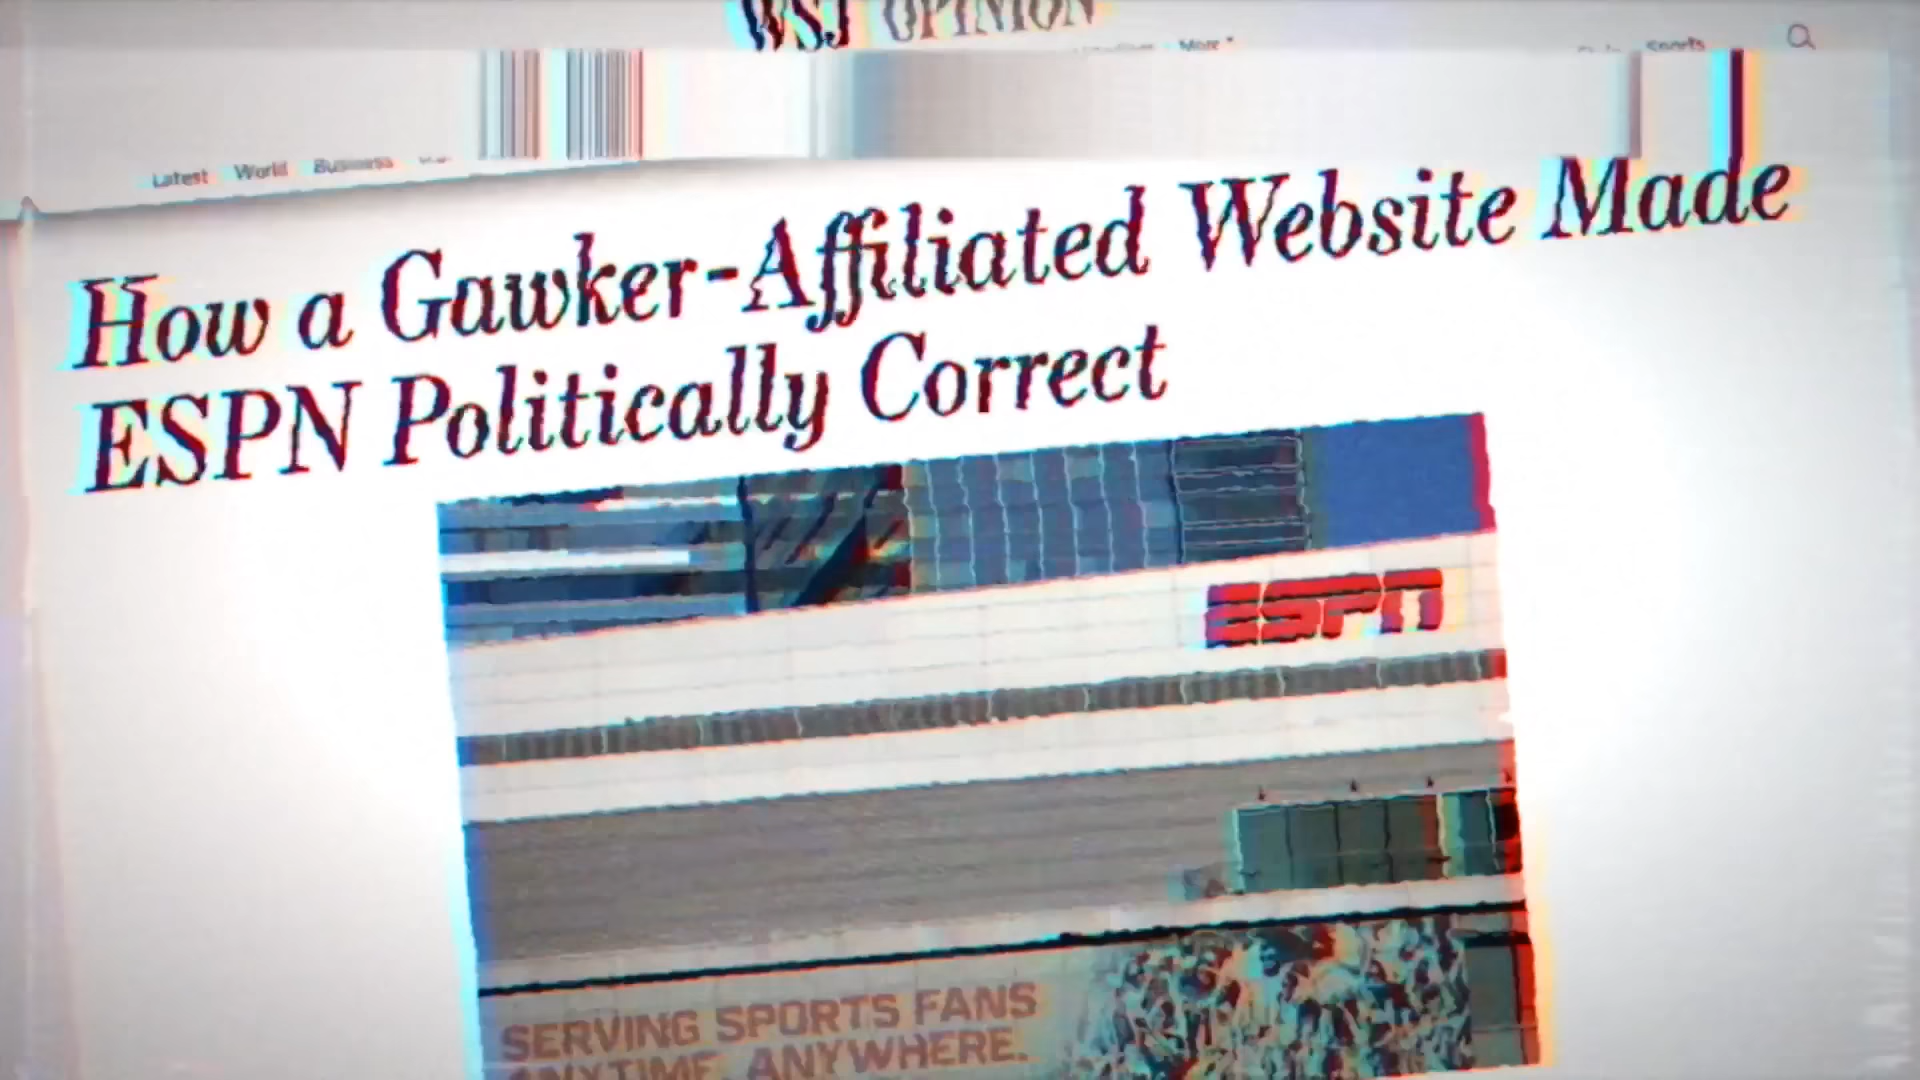 WSJ OPINION
More
Sports
Latest World Business
How a Gawker-Affiliated Website Made
ESPN Politically Correct
ESPN
SERVING SPORTS FANS
ANYTIME. ANYWHERE.